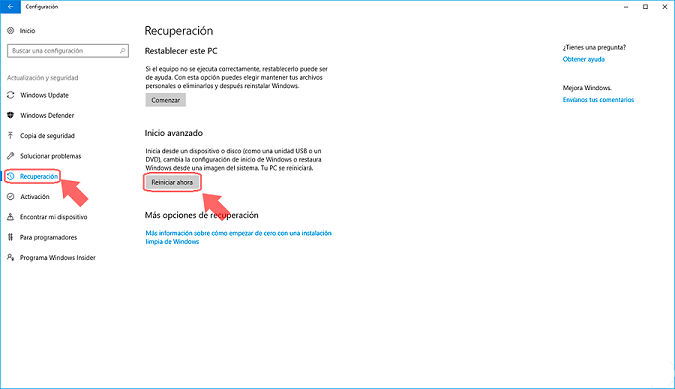 Configuración
Inicio
Buscar una configuración
Actualización y seguridad
Windows Update
Windows Defender
Copia de seguridad
Solucionar problemas
Recuperación
Activación
Encontrar mi dispositivo
Para programadores
Programa Windows Insider
Recuperación
Restablecer este PC
Si el equipo no se ejecuta correctamente, restablecerlo puede ser
de ayuda. Con esta opción puedes elegir mantener tus archivos
personales o eliminarlos y después reinstalar Windows.
Comenzar
Inicio avanzado
Inicia desde un dispositivo o disco (como una unidad USB o un
DVD), cambia la configuración de inicio de Windows o restaura
Windows desde una imagen del sistema. Tu PC se reiniciará.
Reiniciar ahora
Más opciones de recuperación
Más información sobre cómo empezar de cero con una instalación
limpia de Windows
¿Tienes una pregunta?
Obtener ayuda
Mejora Windows.
Envíanos tus comentarios